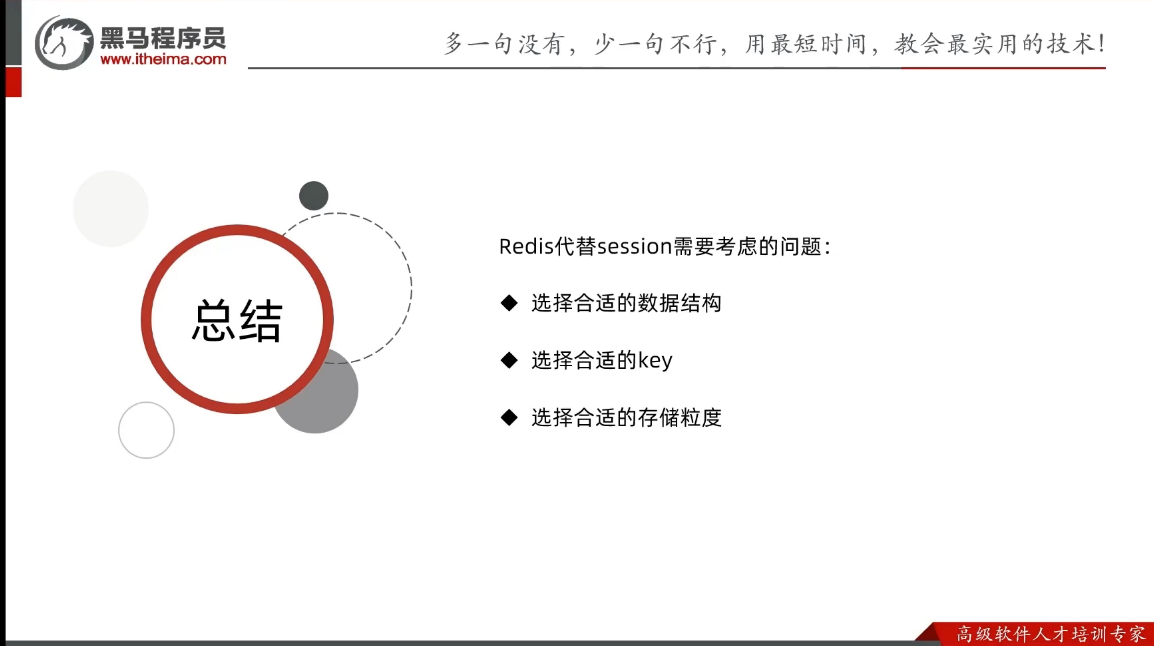 黑马程序员
www.itheima.com
多一句没有，少一句不行，用最短时间，教会最实用的技术！
总结
Redis代替session需要考虑的问题：
◆ 选择合适的数据结构
◆ 选择合适的key
◆ 选择合适的存储粒度
高级软件人才培训专家